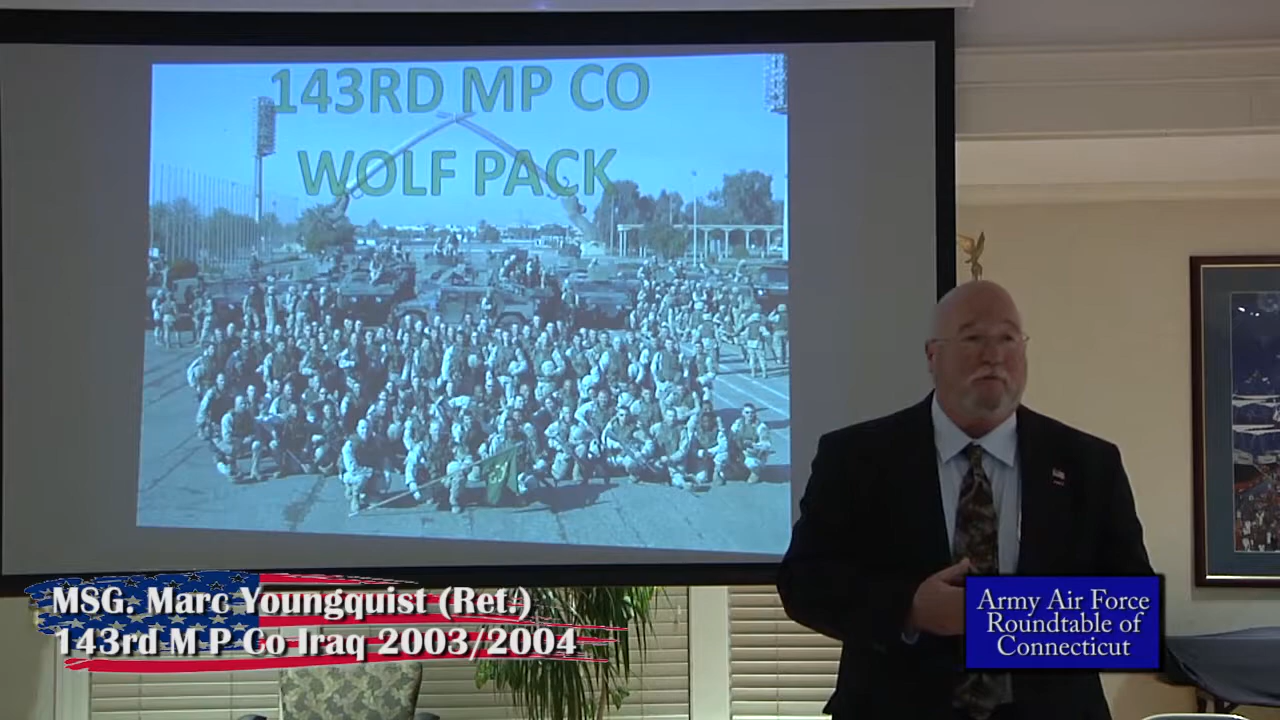 143RD MP CO
WOLF PACK
MSG. Marc Youngquist (Ret.)
143rd M P Co Iraq 2003/2004
Army Air Force
Roundtable of
Connecticut